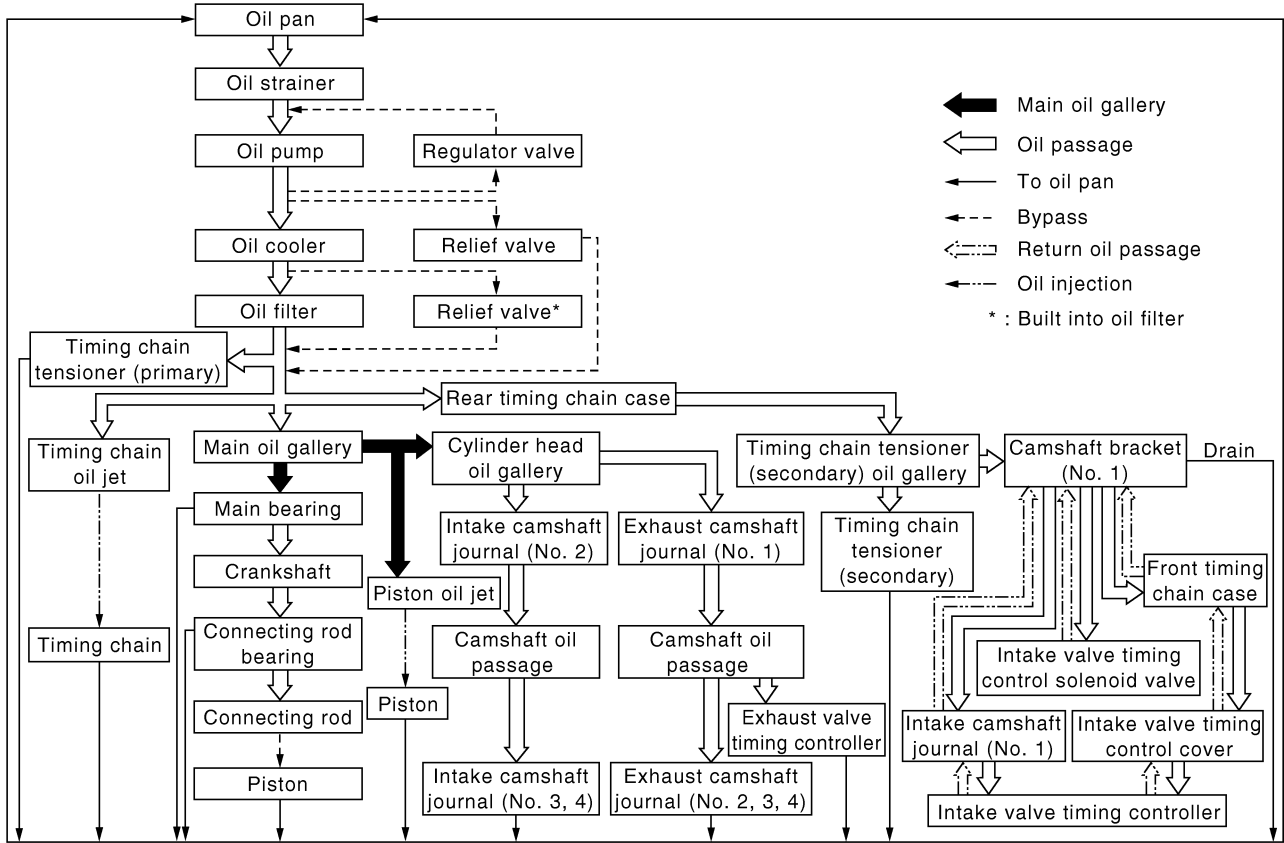 Oil pan
Oil strainer
Oil pump
Regulator valve
Oil cooler
Relief valve
Oil filter
Relief valve*
Main oil gallery
Oil passage
To oil pan
Bypass
Return oil passage
Oil injection
* : Built into oil filter
Timing chain
tensioner (primary)
Rear timing chain case
Timing chain
oil jet
Main oil gallery
Cylinder head
oil gallery
Timing chain tensioner
(secondary) oil gallery
Camshaft bracket
(No. 1)
Drain
Main bearing
Intake camshaft
journal (No. 2)
Exhaust camshaft
journal (No. 1)
Timing chain
tensioner
(secondary)
Crankshaft
Piston oil jet
Front timing
chain case
Timing chain
Connecting rod
bearing
Camshaft oil
passage
Camshaft oil
passage
Intake valve timing
control solenoid valve
Connecting rod
Piston
Exhaust valve
timing controller
Intake camshaft
journal (No. 1)
Intake valve timing
control cover
Piston
Intake camshaft
journal (No. 3, 4)
Exhaust camshaft
journal (No. 2, 3, 4)
Intake valve timing controller